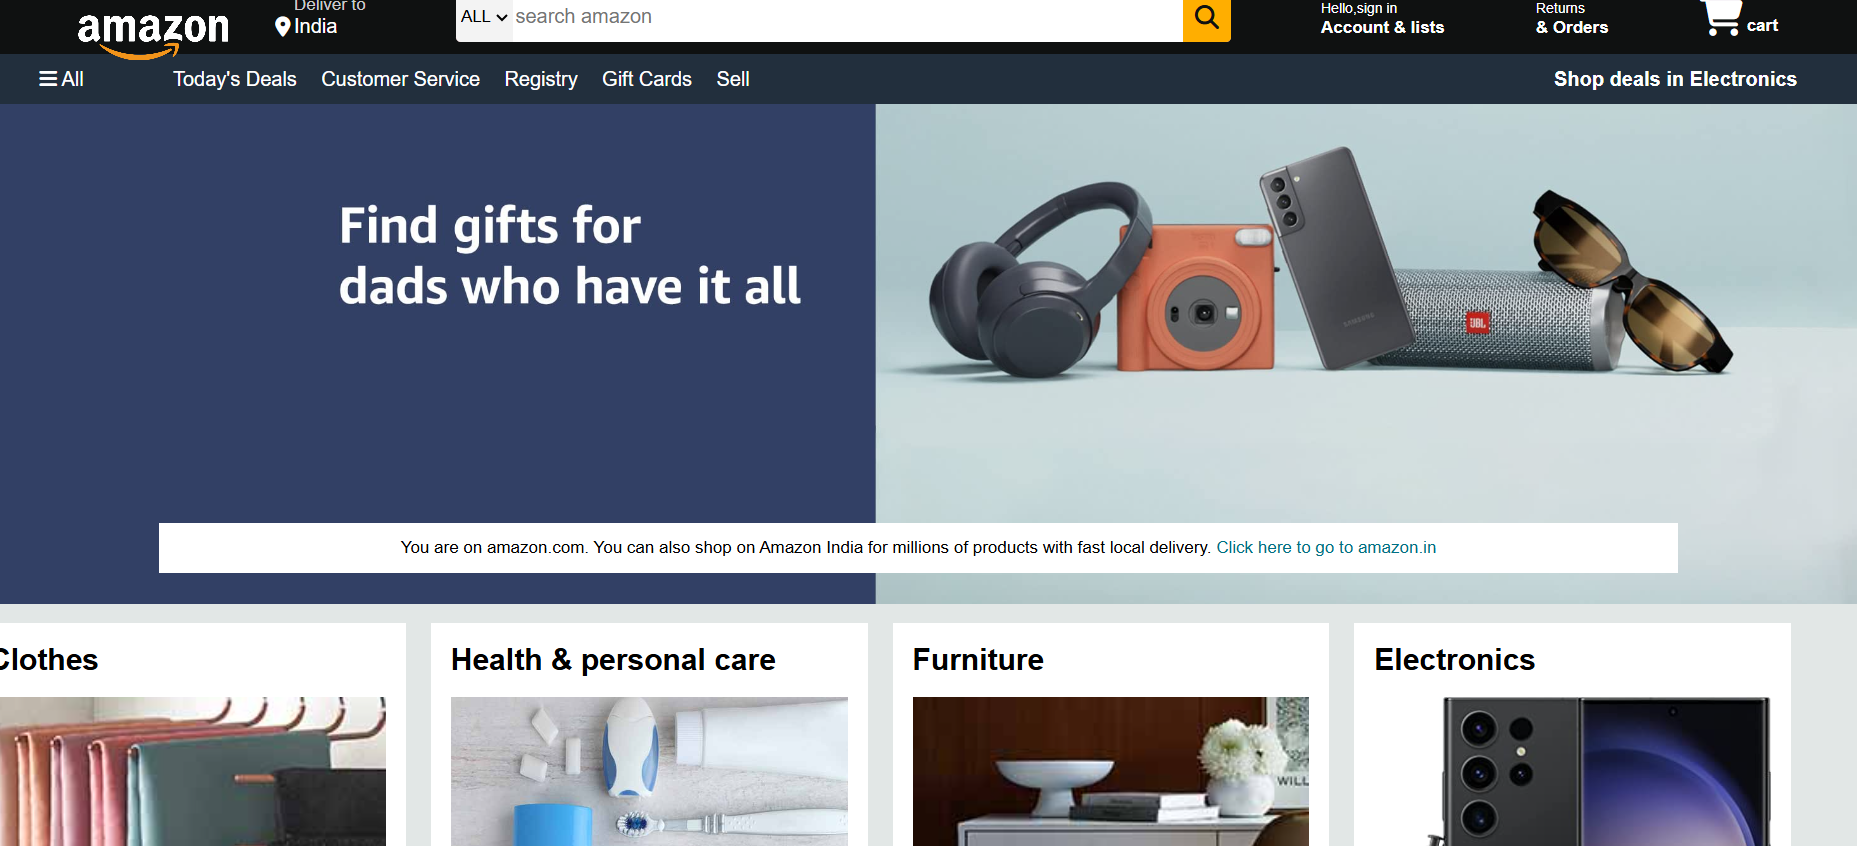 amazon
Deliver to
India
ALL
search amazon
Hello,sign in
Account & lists
Returns
& Orders
cart
All
Today's Deals
Customer Service
Registry
Gift Cards
Sell
Shop deals in Electronics
Find gifts for
dads who have it all
SAMSUNG
JBL
You are on amazon.com. You can also shop on Amazon India for millions of products with fast local delivery. Click here to go to amazon.in
Clothes
Health & personal care
Furniture
Electronics
WILL